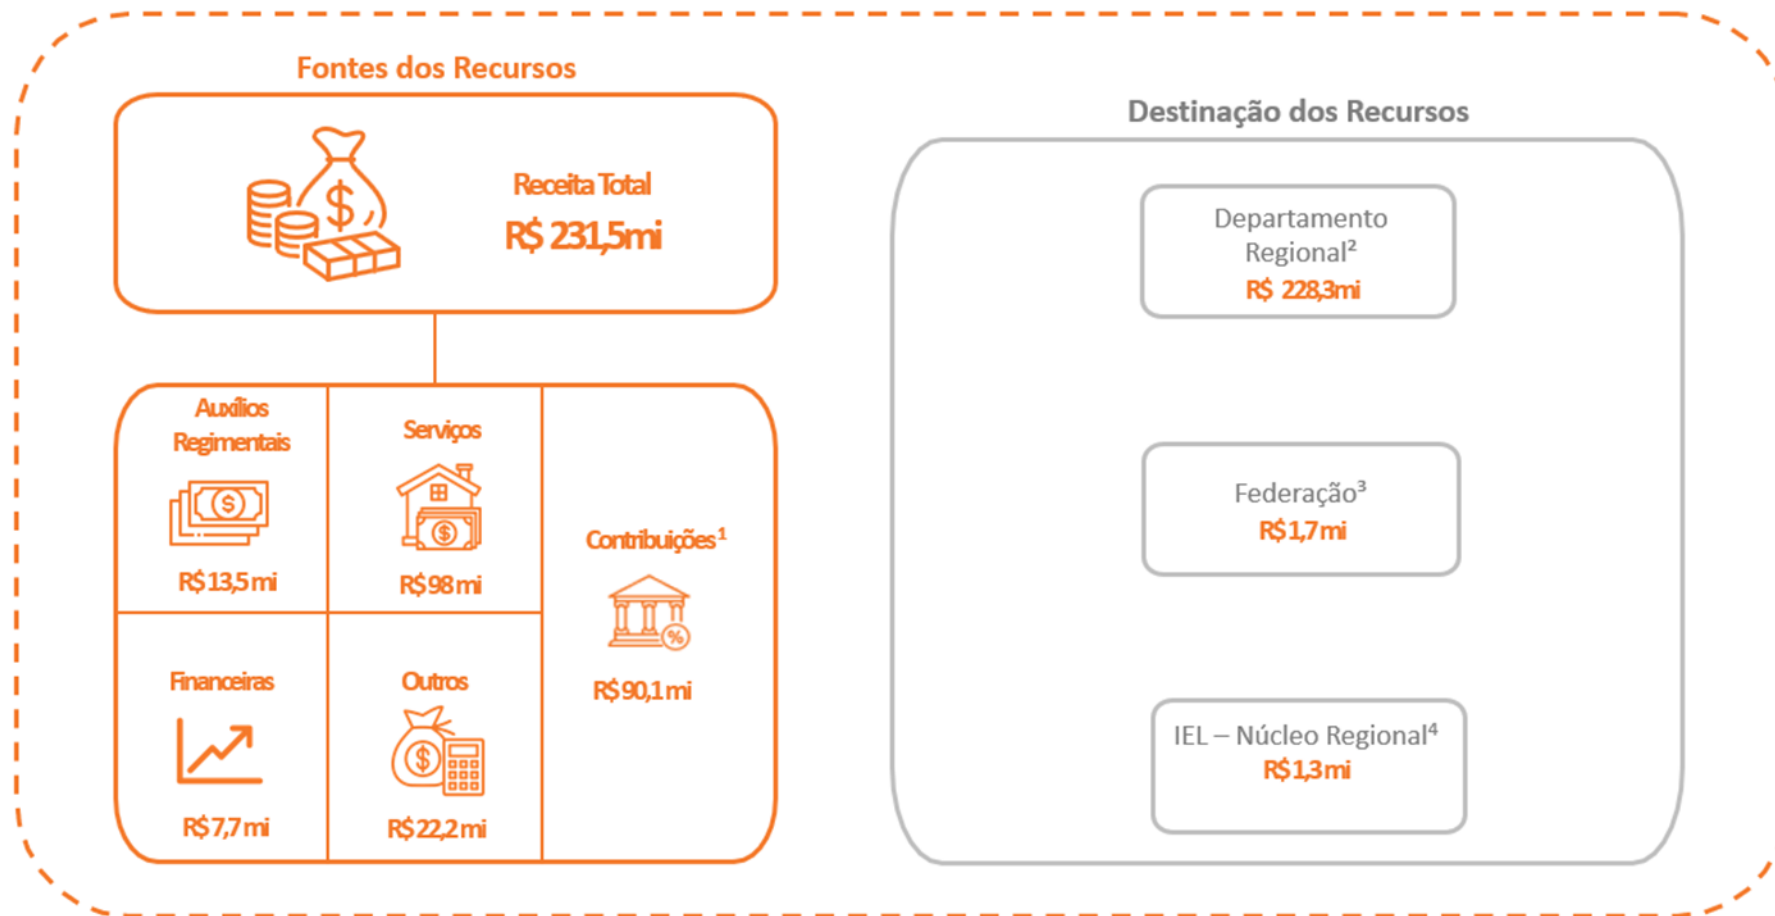 Fontes dos Recursos
Receita Total
R$ 231,5mi
Auxílios
Regimentais
R$ 13,5 mi
Serviços
R$ 98 mi
Contribuições¹
R$ 90,1 mi
Financeiras
R$ 7,7 mi
Outros
R$ 22,2 mi
Destinação dos Recursos
Departamento
Regional²
R$ 228,3mi
Federação³
R$ 1,7 mi
IEL – Núcleo Regional⁴
R$ 1,3 mi